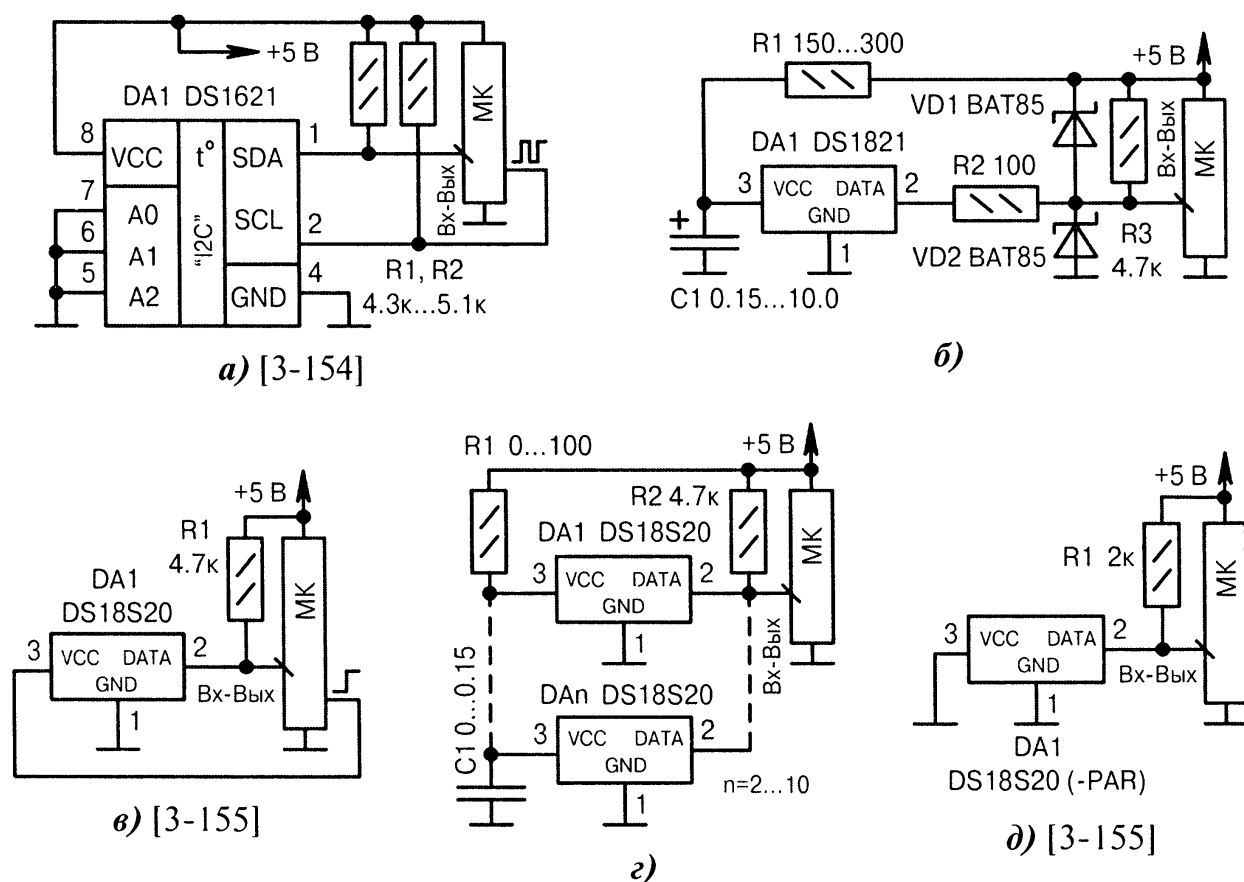 +5 В
DA1 DS1621
8
VCC
t°
SDA
1
7
A0
6
A1
5
A2
"I2C"
SCL
2
GND
4
МК
Вх-Вых
R1, R2
4.3к...5.1к
а) [3-154]
R1 150...300
+5 В
VD1 BAT85
DA1 DS1821
3
VCC DATA
GND
2
1
R2 100
VD2 BAT85
Вх-Вых
МК
R3
4.7к
C1 0.15...10.0
б)
+5 В
R1
4.7к
DA1
DS18S20
3
VCC DATA
GND
2
1
МК
Вх-Вых
в) [3-155]
R1 0...100
+5 В
R2 4.7к
DA1 DS18S20
3
VCC DATA
GND
2
1
МК
Вх-Вых
DAn DS18S20
3
VCC DATA
GND
2
1
C1 0...0.15
n=2...10
г)
+5 В
R1 2к
3
VCC DATA
GND
2
1
МК
Вх-Вых
DA1
DS18S20 (-PAR)
д) [3-155]